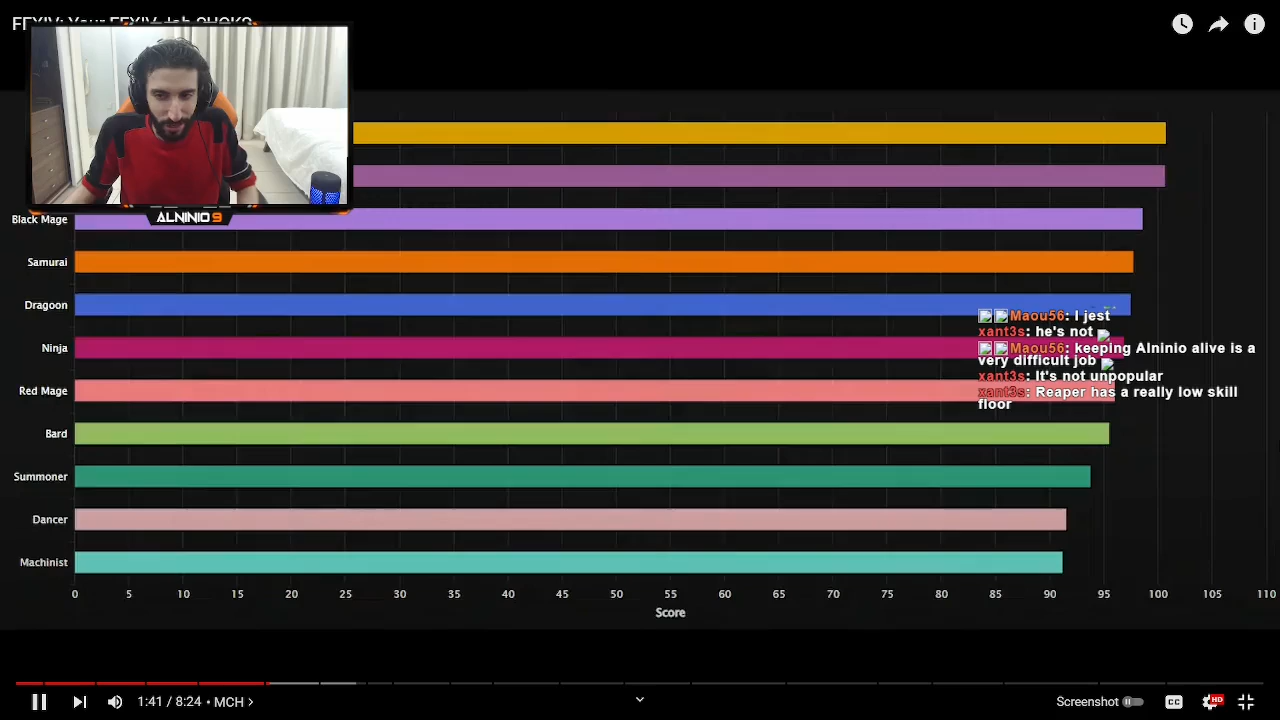 ALNINIO 9
Black Mage
Samurai
Dragoon
Ninja
Red Mage
Bard
Summoner
Dancer
Machinist
Maou56: I jest
xant3s: he's not
Maou56: keeping Alninio alive is a
very difficult job
xant3s: It's not unpopular
xant3s: Reaper has a really low skill
floor
0 5 10 15 20 25 30 35 40 45 50 55 60 65 70 75 80 85 90 95 100 105 110
Score
1:41 / 8:24 • MCH >
Screenshot
CC
HD